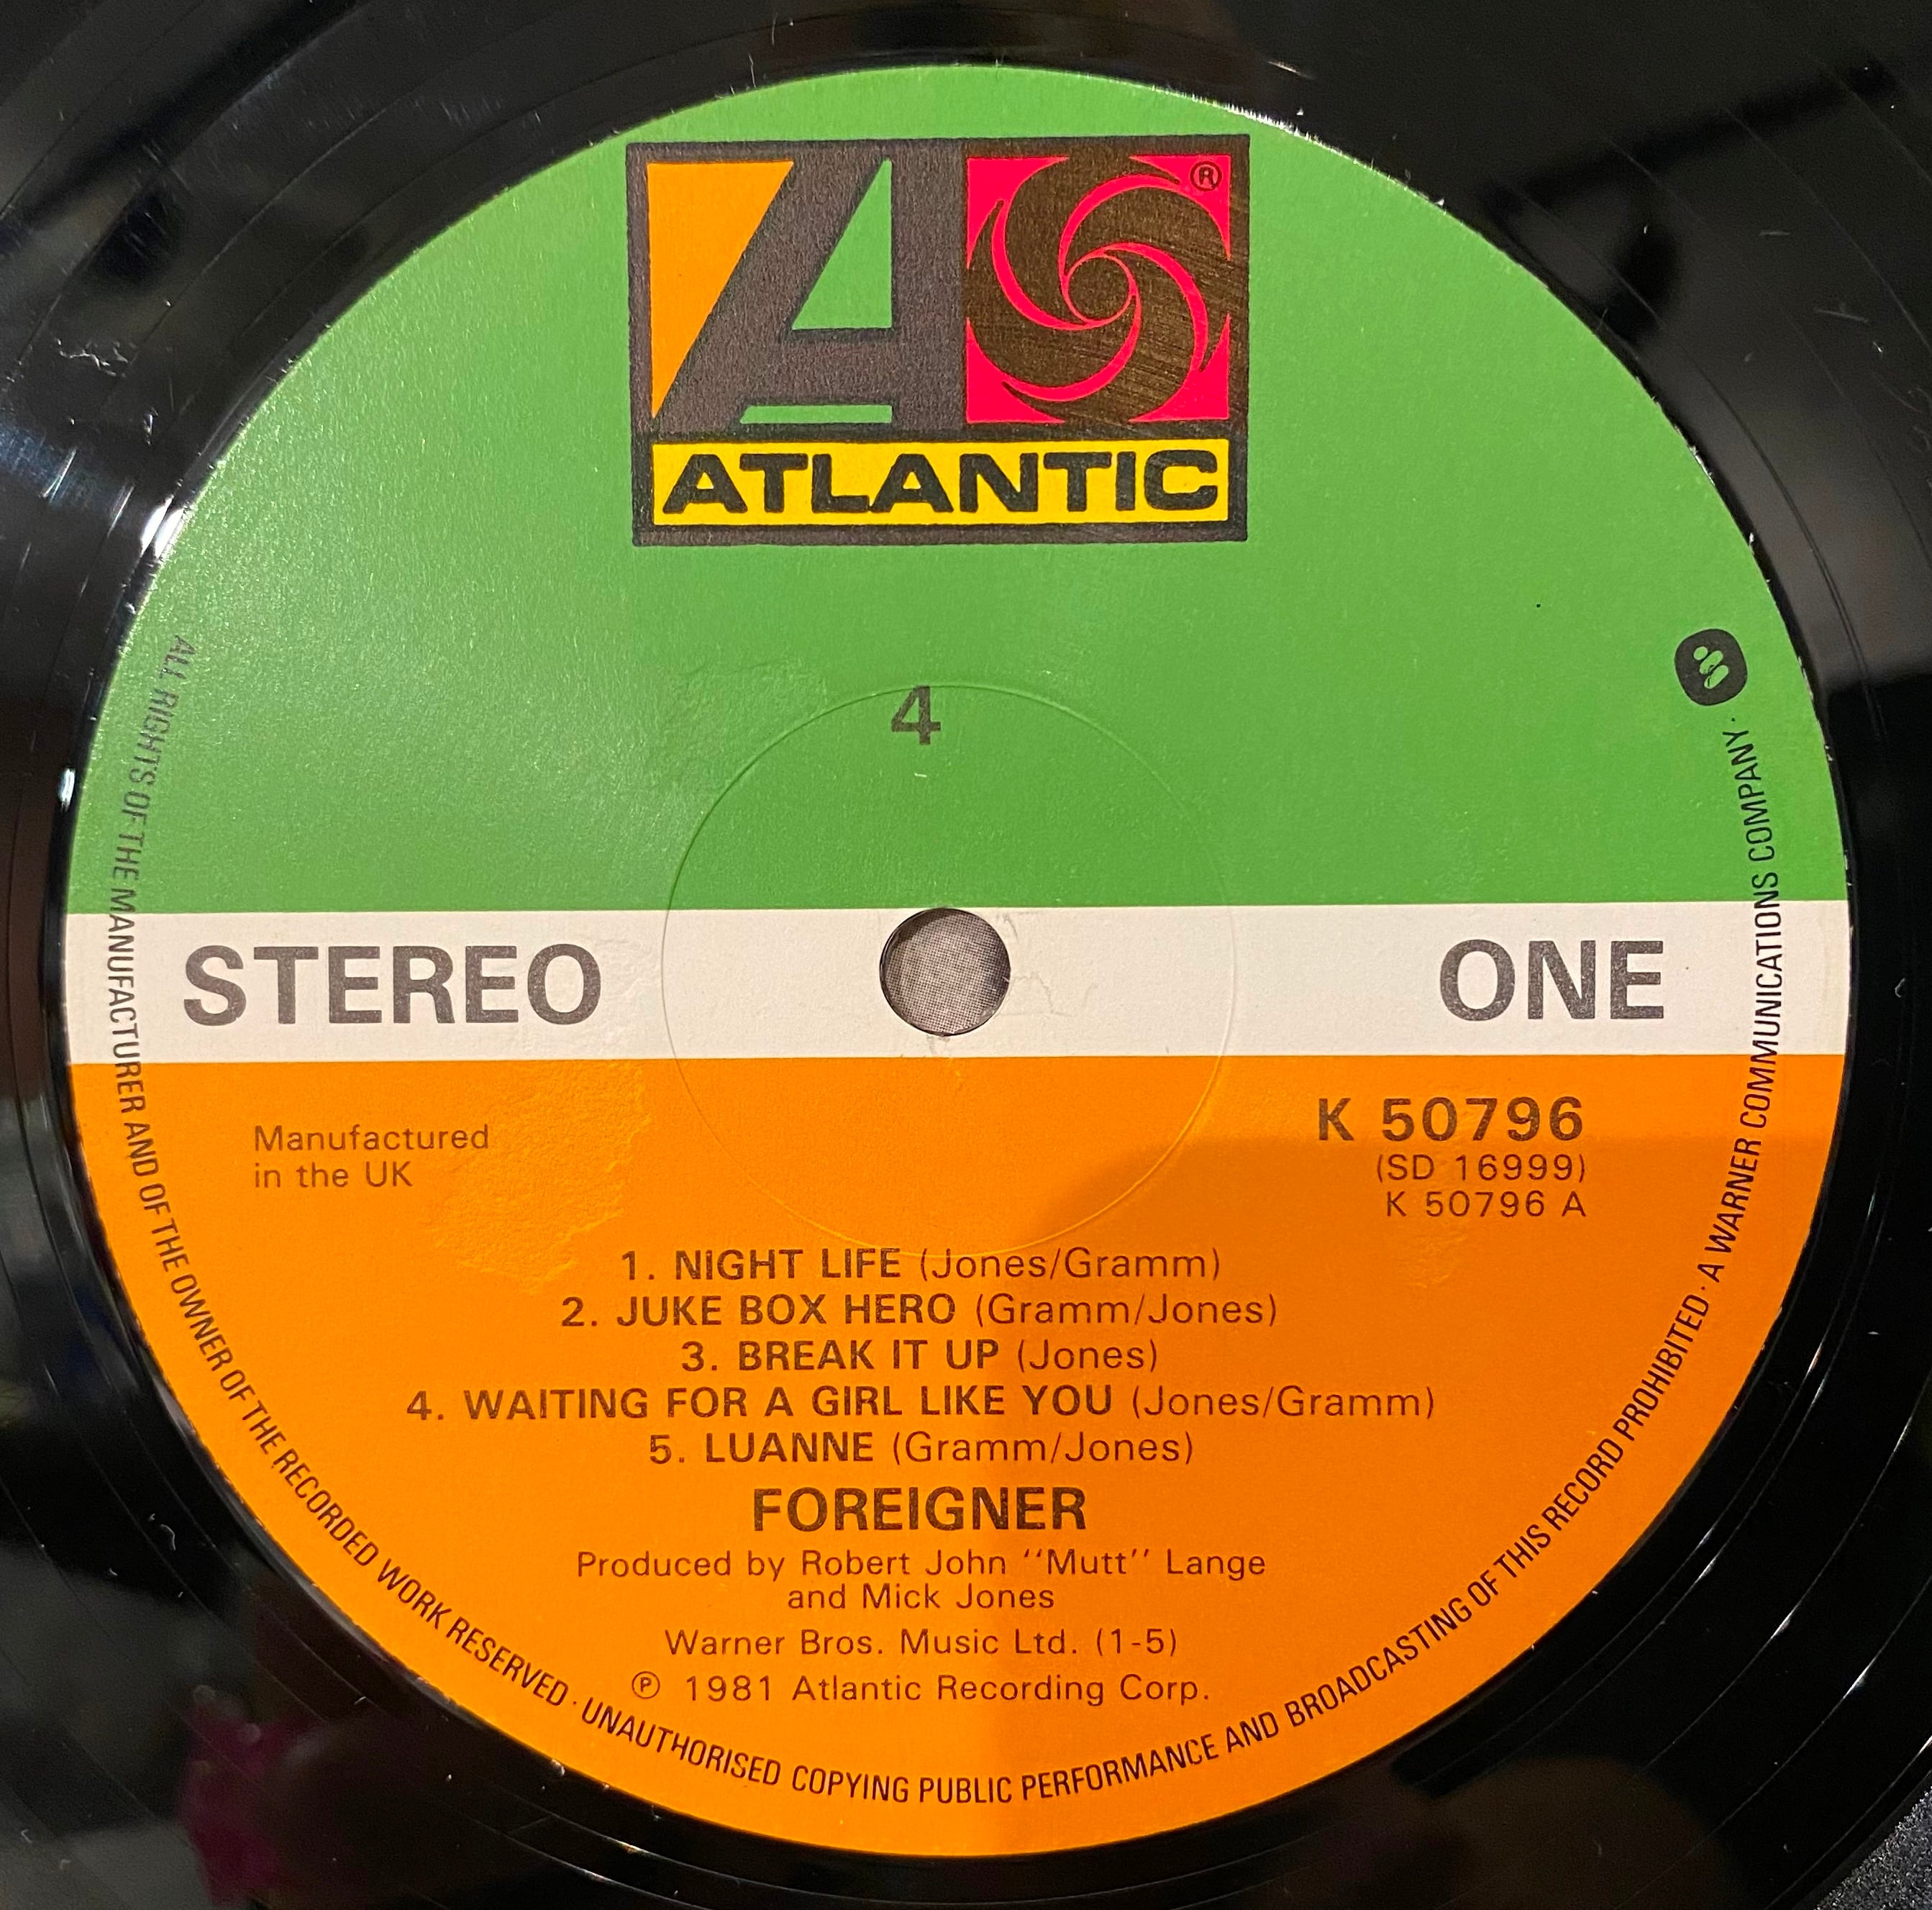 ®
ATLANTIC
4
STEREO
ONE
Manufactured
in the UK
K 50796
(SD 16999)
K 50796 A
1. NIGHT LIFE (Jones/Gramm)
2. JUKE BOX HERO (Gramm/Jones)
3. BREAK IT UP (Jones)
4. WAITING FOR A GIRL LIKE YOU (Jones/Gramm)
5. LUANNE (Gramm/Jones)
FOREIGNER
Produced by Robert John "Mutt" Lange
and Mick Jones
Warner Bros. Music Ltd. (1-5)
℗ 1981 Atlantic Recording Corp.
ALL RIGHTS OF THE MANUFACTURER AND OF THE OWNER OF THE RECORDED WORK RESERVED · UNAUTHORISED COPYING PUBLIC PERFORMANCE AND BROADCASTING OF THIS RECORD PROHIBITED · A WARNER COMMUNICATIONS COMPANY ·